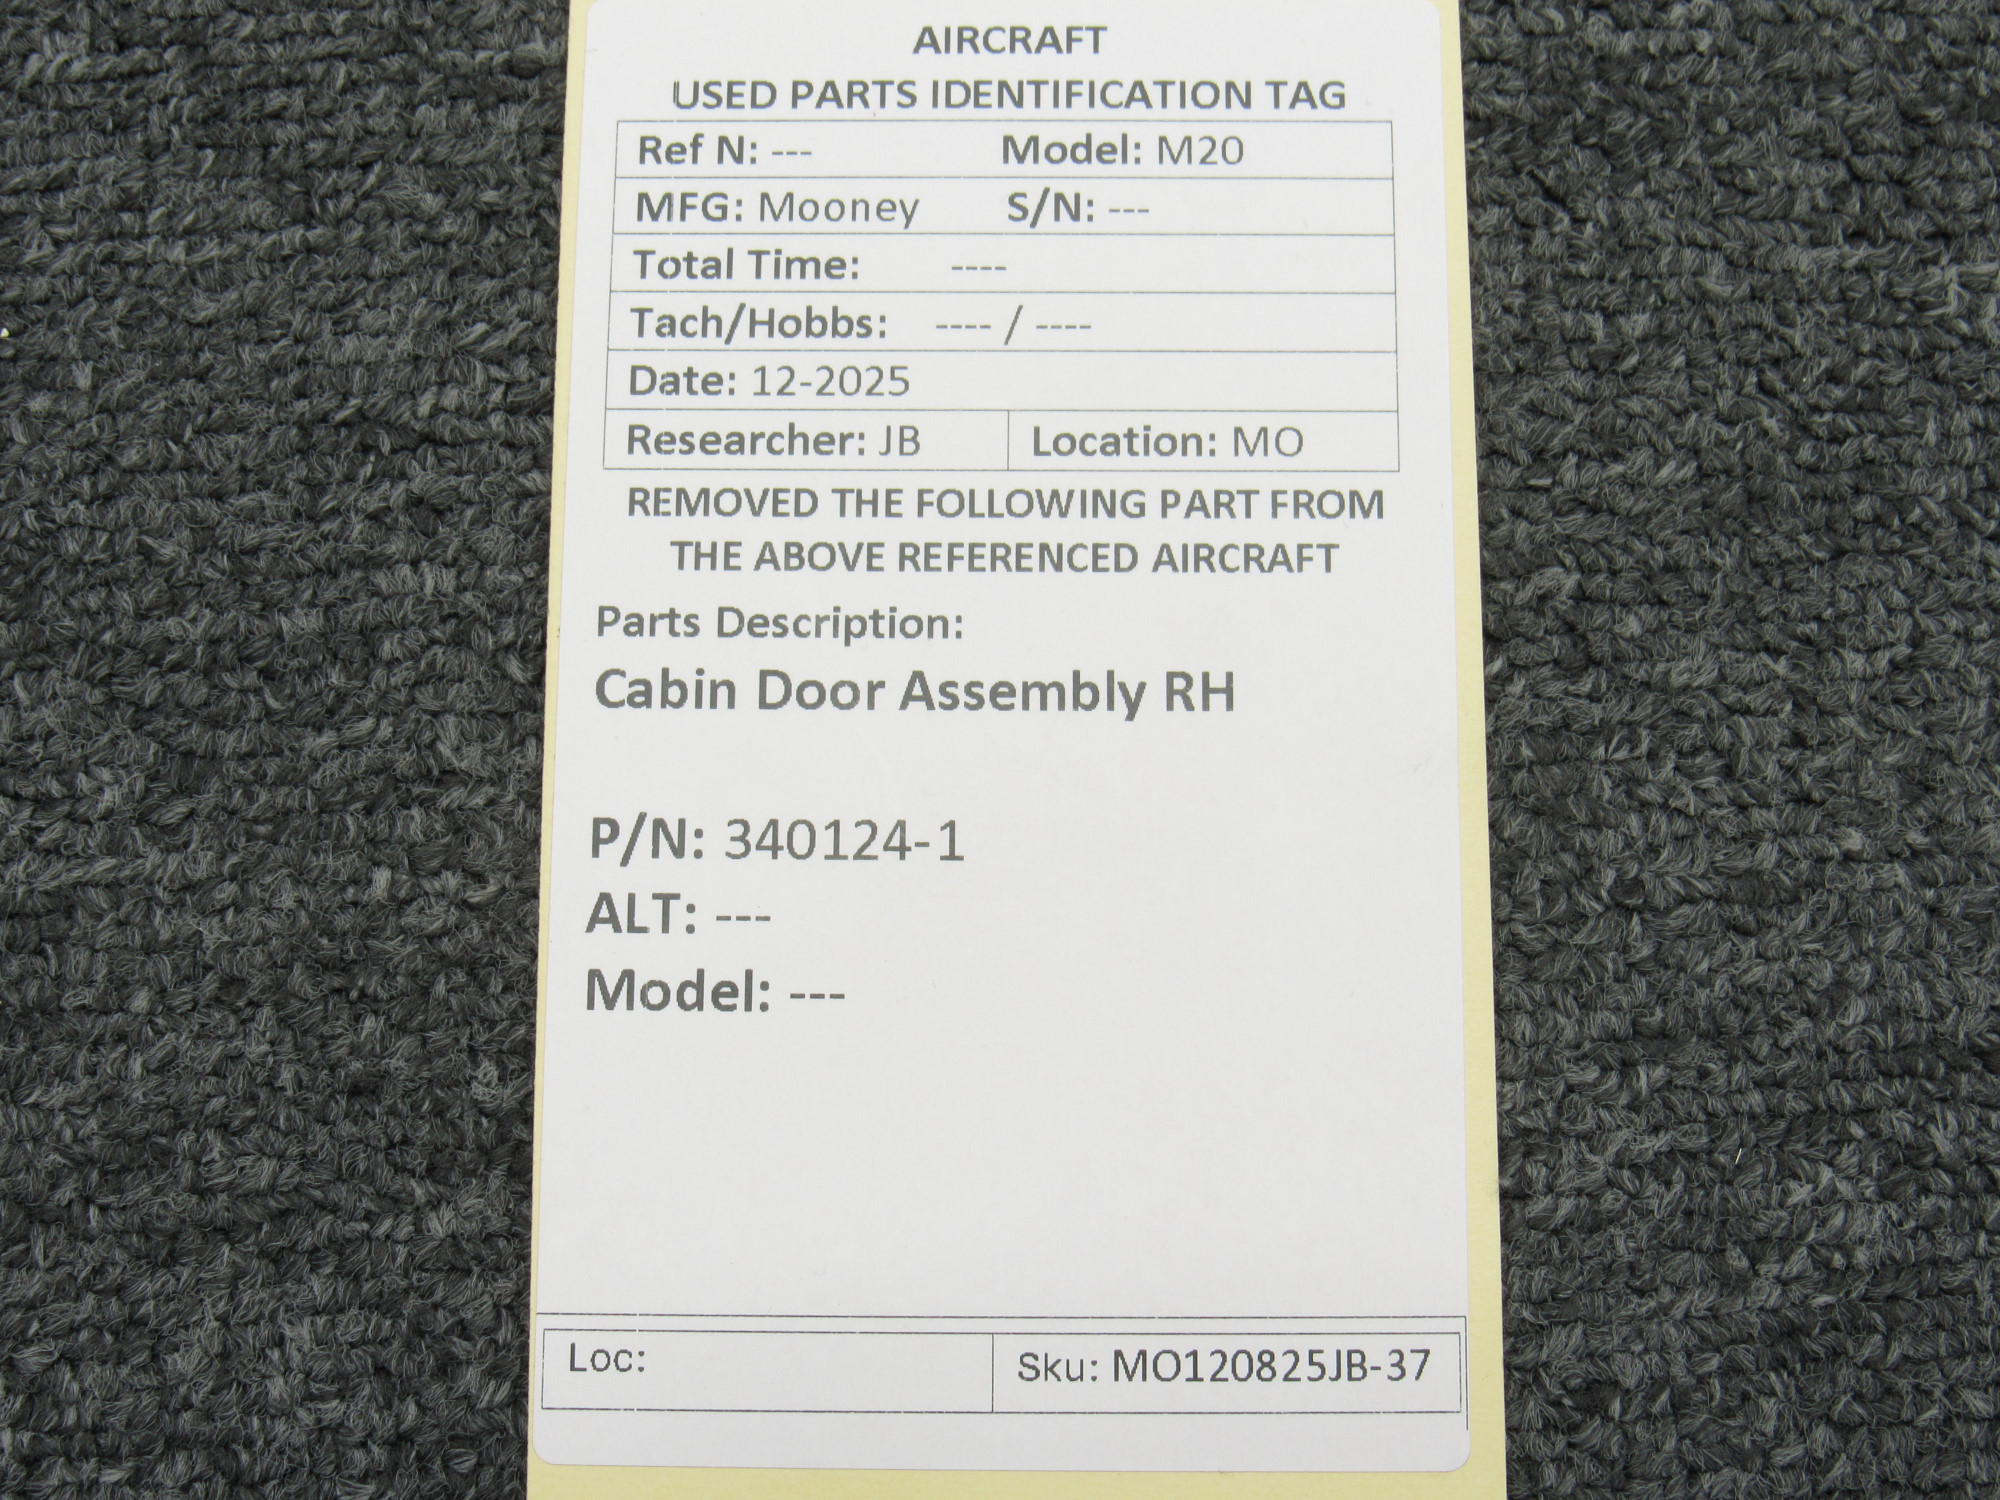 AIRCRAFT
USED PARTS IDENTIFICATION TAG
Ref N: --- Model: M20
MFG: Mooney S/N: ---
Total Time: ----
Tach/Hobbs: ---- / ----
Date: 12-2025
Researcher: JB Location: MO
REMOVED THE FOLLOWING PART FROM
THE ABOVE REFERENCED AIRCRAFT
Parts Description:
Cabin Door Assembly RH
P/N: 340124-1
ALT: ---
Model: ---
Loc: Sku: MO120825JB-37